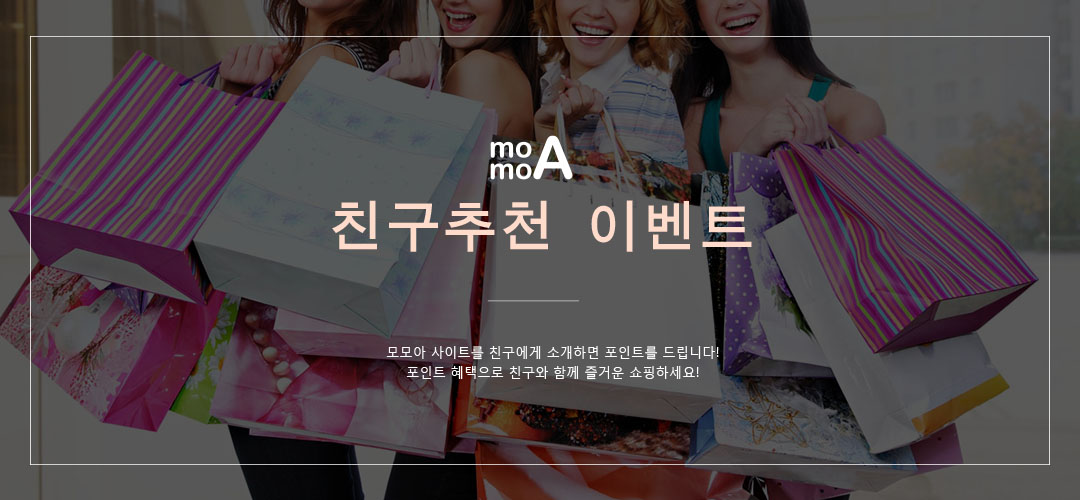 mo
moA
친구추천 이벤트
모모아 사이트를 친구에게 소개하면 포인트를 드립니다!
포인트 혜택으로 친구와 함께 즐거운 쇼핑하세요!